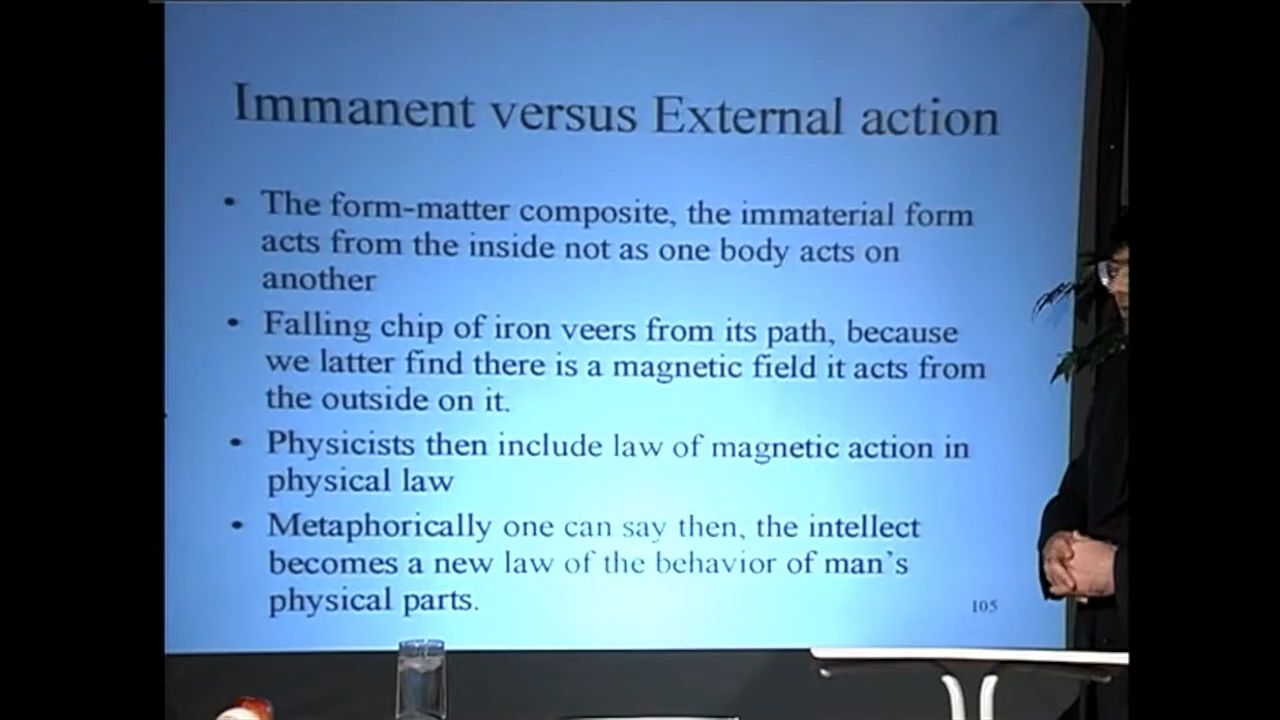 Immanent versus External action
• The form-matter composite, the immaterial form
acts from the inside not as one body acts on
another
• Falling chip of iron veers from its path, because
we latter find there is a magnetic field it acts from
the outside on it.
• Physicists then include law of magnetic action in
physical law
• Metaphorically one can say then, the intellect
becomes a new law of the behavior of man's
physical parts.
105